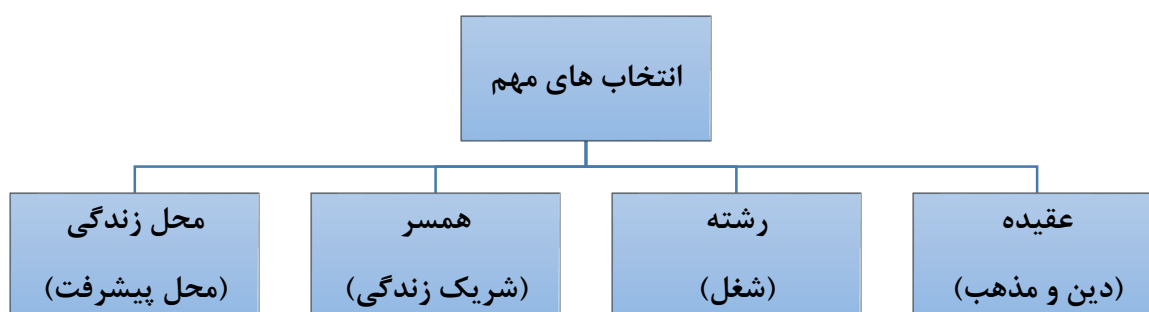 انتخاب های مهم
عقیده
(دین و مذهب)
رشته
(شغل)
همسر
(شریک زندگی)
محل زندگی
(محل پیشرفت)